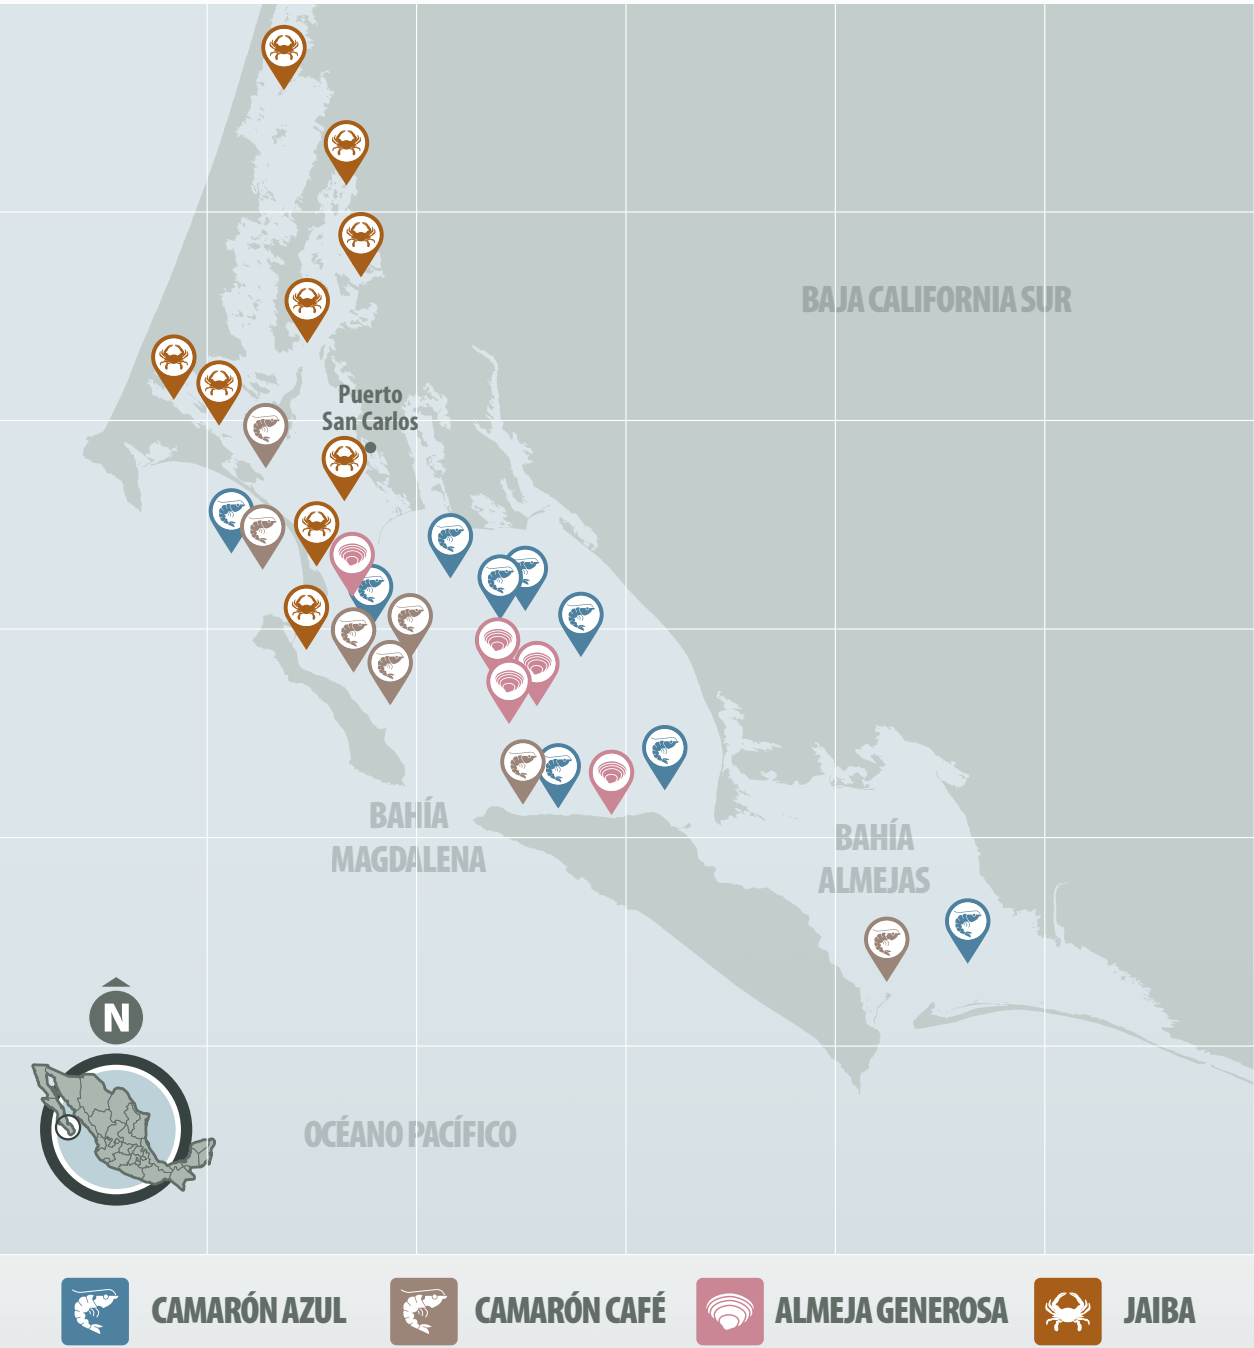 BAJA CALIFORNIA SUR
Puerto
San Carlos
BAHÍA
MAGDALENA
BAHÍA
ALMEJAS
N
OCÉANO PACÍFICO
CAMARÓN AZUL
CAMARÓN CAFÉ
ALMEJA GENEROSA
JAIBA